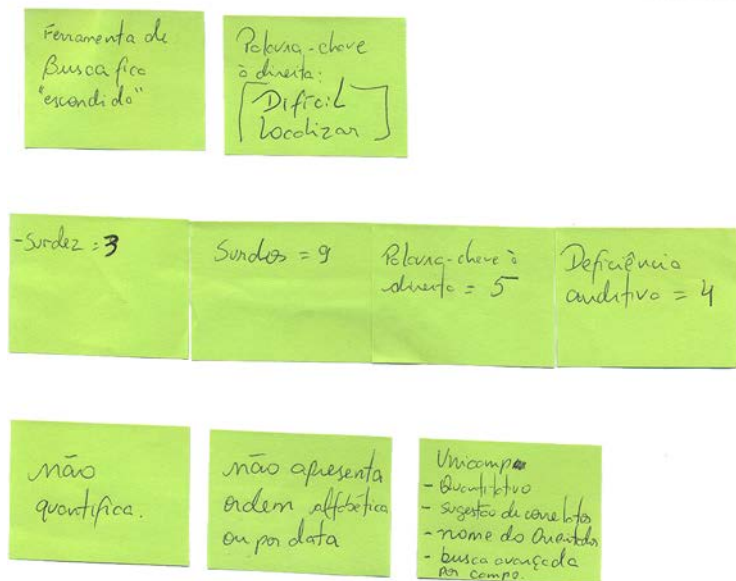 Ferramenta de
Busca fica
"escondido"
Palavra-chave
à direita:
Difícil
Localizar
-Surdez = 3
Surdos = 9
Palavra-chave à
direita = 5
Deficiência
auditiva = 4
não
quantifica.
não apresenta
ordem alfabética
ou por data
Unicamp
- Quantitativo
- sugestão de correlatos
- nome do Orientador
- busca avançada
por campo.